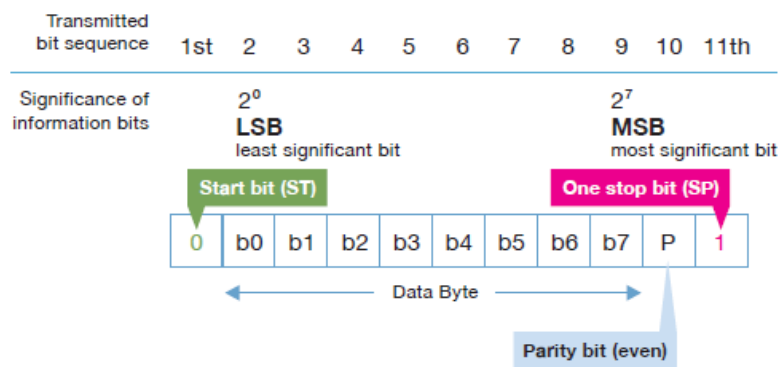 Transmitted
bit sequence 1st 2 3 4 5 6 7 8 9 10 11th
Significance of
information bits
2⁰ 2⁷
LSB MSB
least significant bit most significant bit
Start bit (ST) One stop bit (SP)
0 b0 b1 b2 b3 b4 b5 b6 b7 P 1
Data Byte
Parity bit (even)